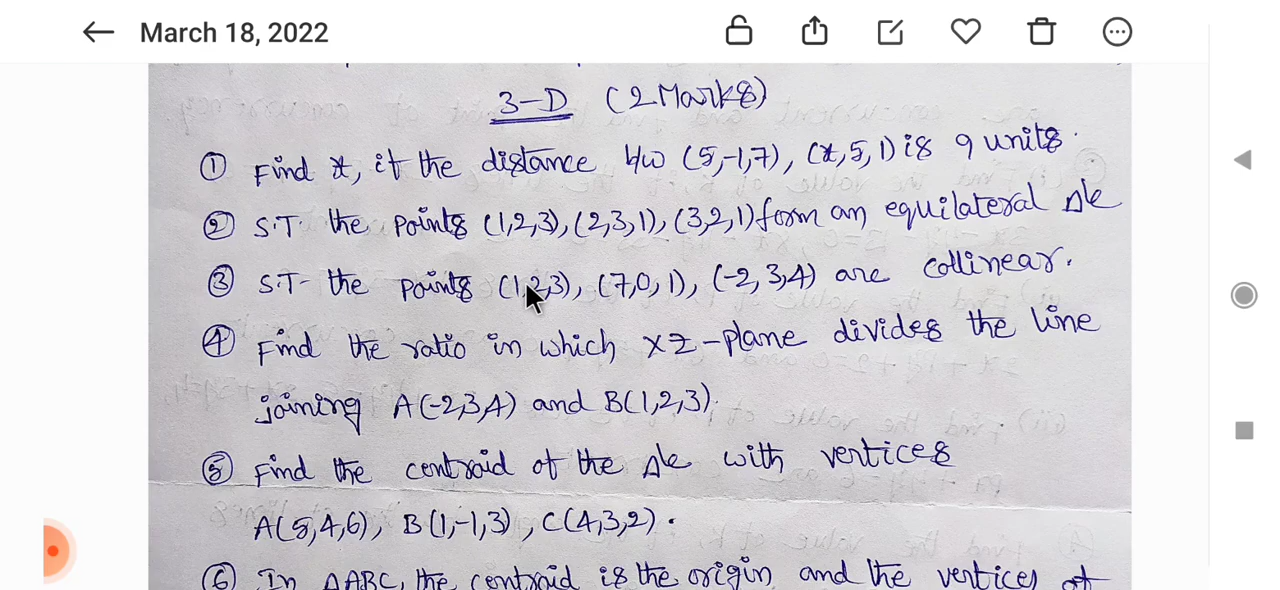 March 18, 2022
3-D (2 Marks)
① Find x, if the distance b/w (5,-1,7), (x,5,1) is 9 units.
② S.T. the points (1,2,3), (2,3,1), (3,2,1) form an equilateral Δle
③ S.T- the points (1,2,3), (7,0,1), (-2,3,4) are collinear.
④ Find the ratio in which XZ-plane divides the line
joining A(-2,3,4) and B(1,2,3).
⑤ Find the centroid of the Δle with vertices
A(5,4,6), B(1,-1,3), C(4,3,2).
⑥ In ΔABC, the centroid is the origin and the vertices of